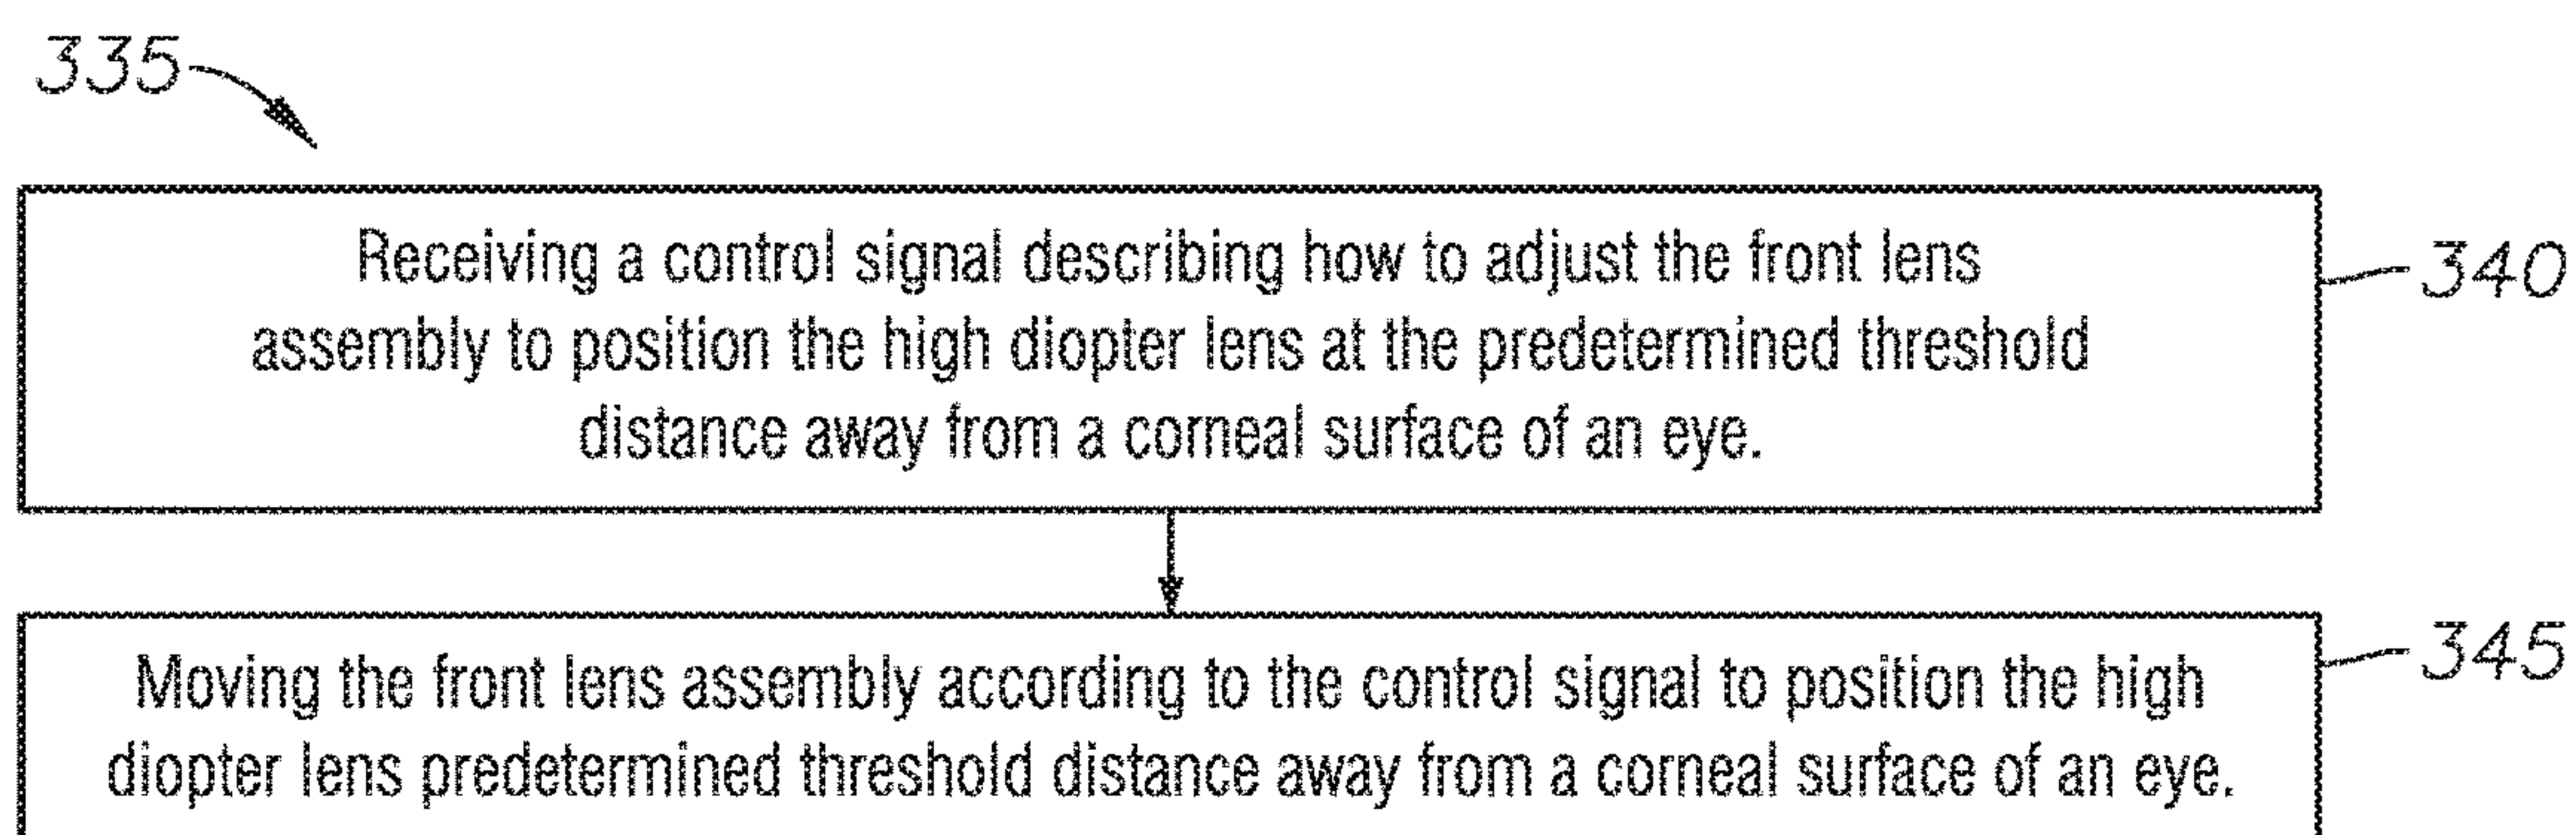 335
Receiving a control signal describing how to adjust the front lens
assembly to position the high diopter lens at the predetermined threshold
distance away from a corneal surface of an eye.
340
Moving the front lens assembly according to the control signal to position the high
diopter lens predetermined threshold distance away from a corneal surface of an eye.
345